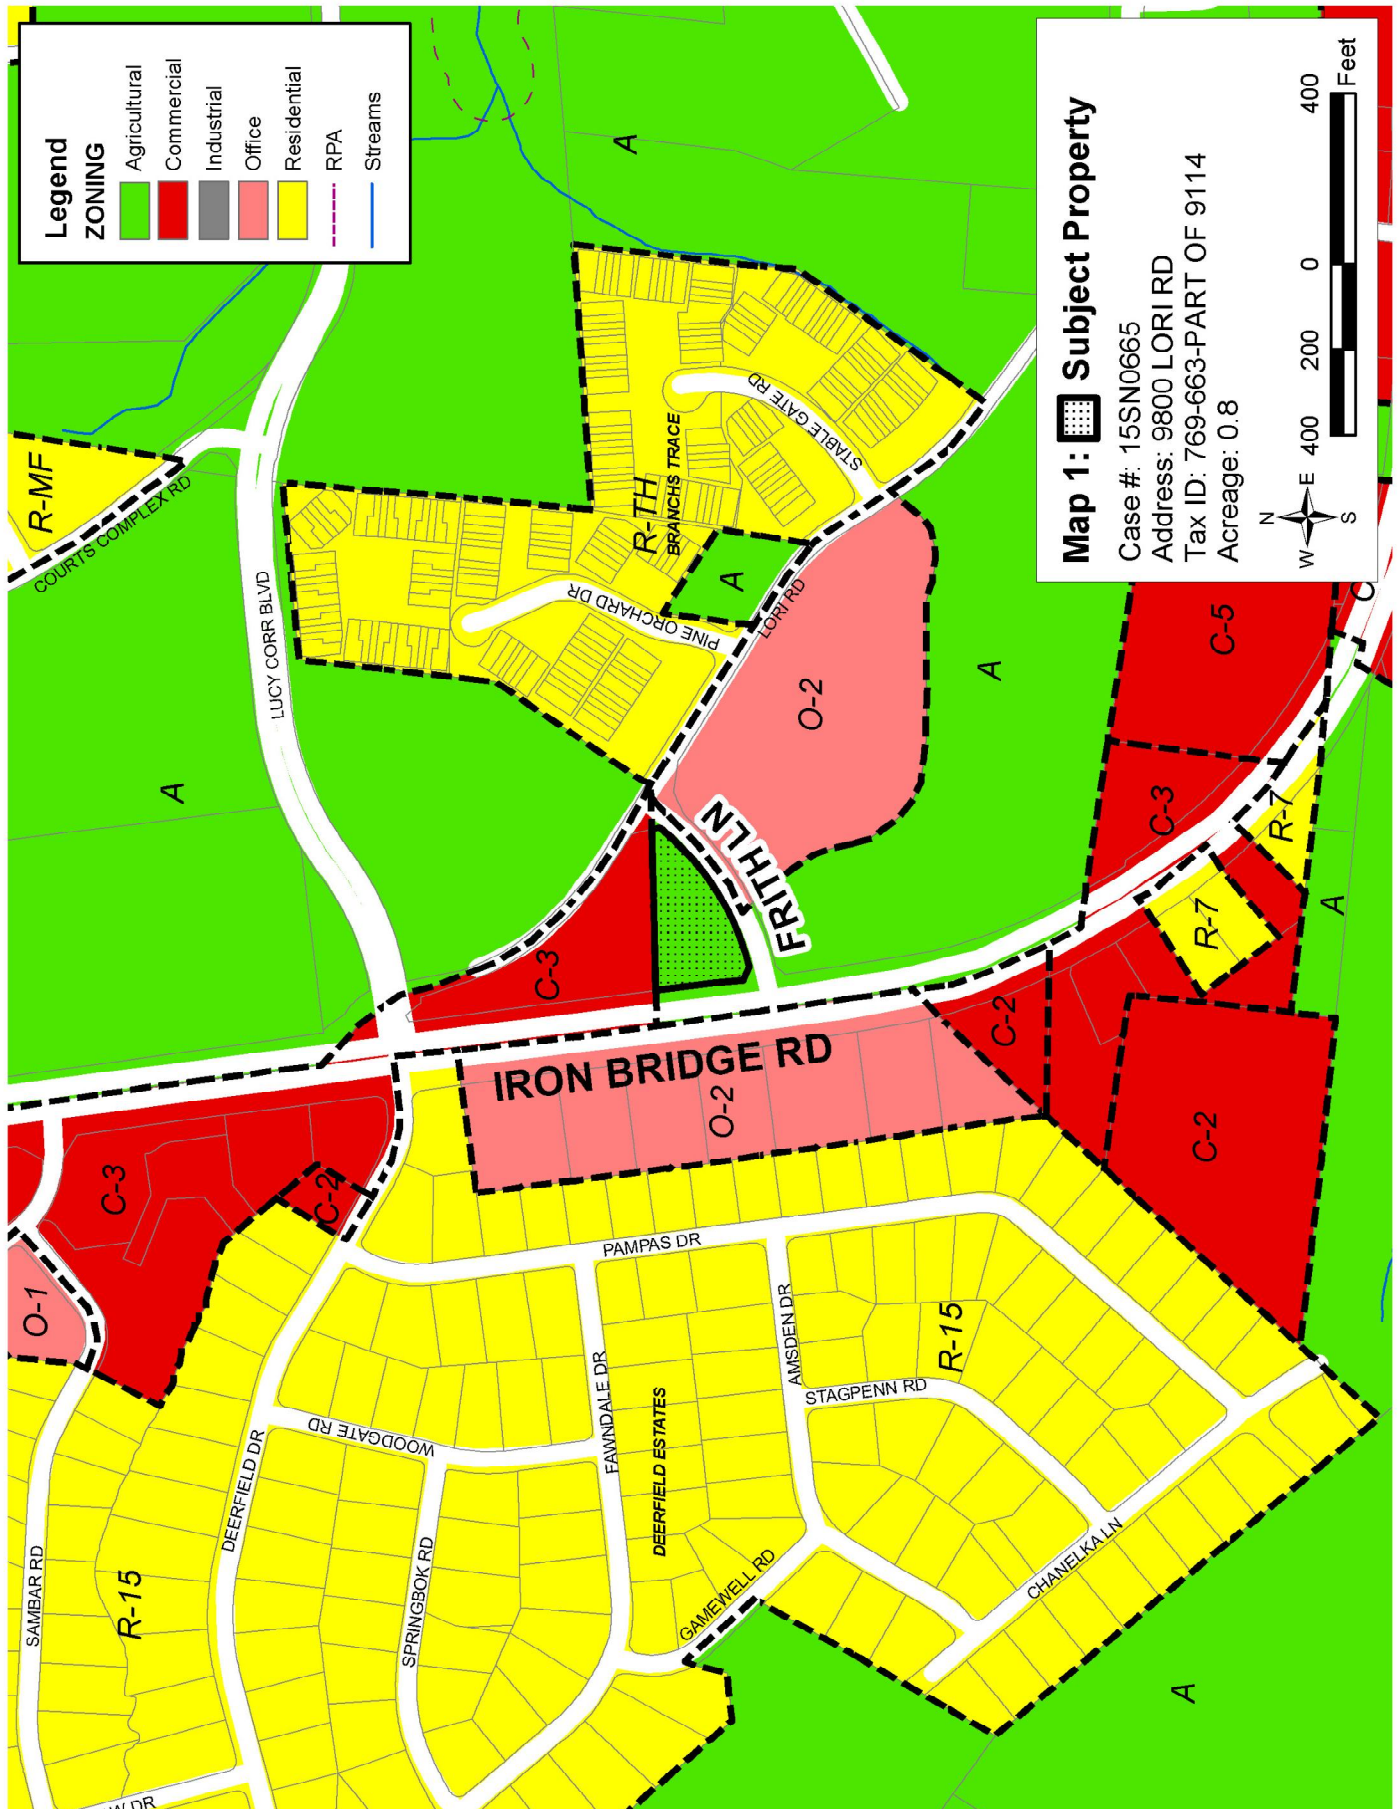 Legend
ZONING
Agricultural
Commercial
Industrial
Office
Residential
RPA
Streams
Map 1: Subject Property
Case #: 15SN0665
Address: 9800 LORI RD
Tax ID: 769-663-PART OF 9114
Acreage: 0.8
N
W E
S
400 200 0 400
Feet
R-MF
COURTS COMPLEX RD
LUCY CORR BLVD
A
A
R-TH
BRANCHS TRACE
STABLE GATE RD
PINE ORCHARD DR
A
LORI RD
O-2
A
C-5
C-3
R-7
R-7
A
FRITH LN
C-3
IRON BRIDGE RD
O-2
C-2
C-2
C-3
C-2
O-1
SAMBAR RD
R-15
DEERFIELD DR
WOODGATE RD
SPRINGBOK RD
PAMPAS DR
FAWNDALE DR
DEERFIELD ESTATES
AMSDEN DR
STAGPENN RD
R-15
GAMEWELL RD
CHANELKA LN
A
W DR